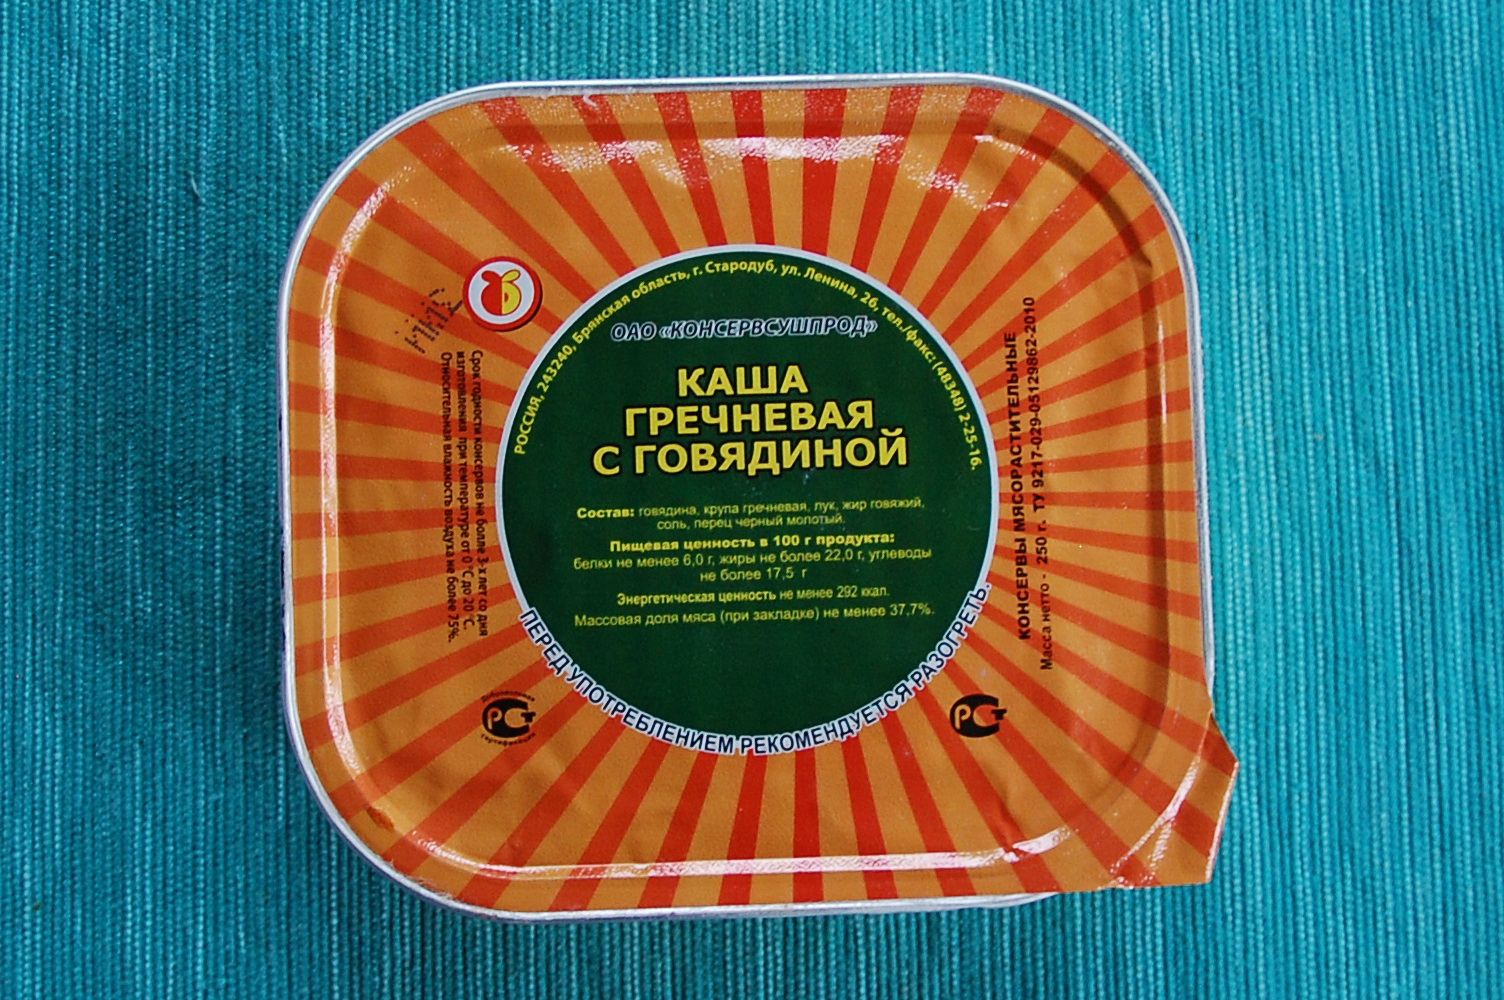 РОССИЯ, 243240, Брянская область, г. Стародуб, ул. Ленина, 26, тел./факс: (48348) 2-25-16.
ОАО «КОНСЕРВСУШПРОД»
КАША
ГРЕЧНЕВАЯ
С ГОВЯДИНОЙ
Состав: говядина, крупа гречневая, лук, жир говяжий,
соль, перец черный молотый.
Пищевая ценность в 100 г продукта:
белки не менее 6,0 г, жиры не более 22,0 г, углеводы
не более 17,5 г
Энергетическая ценность не менее 292 ккал.
Массовая доля мяса (при закладке) не менее 37,7%.
ПЕРЕД УПОТРЕБЛЕНИЕМ РЕКОМЕНДУЕТСЯ РАЗОГРЕТЬ.
Срок годности консервов не болле 3-х лет со дня
изготовления при температуре от 0 °С до 20 °С.
Относительная влажность воздуха не более 75%.
КОНСЕРВЫ МЯСОРАСТИТЕЛЬНЫЕ
Масса нетто - 250 г. ТУ 9217-029-05129862-2010
Добровольная
РСТ
сертификация
РСТ